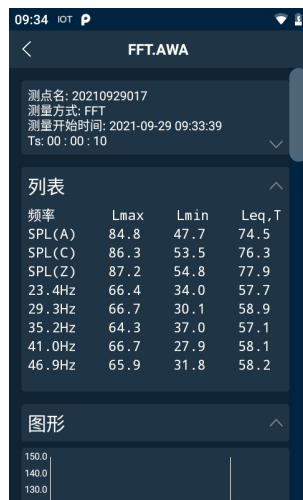 09:34 IOT
FFT.AWA
测点名: 20210929017
测量方式: FFT
测量开始时间: 2021-09-29 09:33:39
Ts: 00 : 00 : 10
列表
频率 Lmax Lmin Leq,T
SPL(A) 84.8 47.7 74.5
SPL(C) 86.3 53.5 76.3
SPL(Z) 87.2 54.8 77.9
23.4Hz 66.4 34.0 57.7
29.3Hz 66.7 30.1 58.9
35.2Hz 64.3 37.0 57.1
41.0Hz 66.7 27.9 58.1
46.9Hz 65.9 31.8 58.2
图形
150.0
140.0
130.0